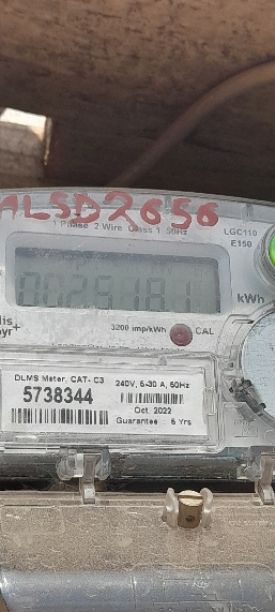 ALSD2656
1 Phase 2 Wire Class 1 50Hz
LGC110
E150
0025181
kWh
3200 imp/kWh
CAL
DLMS Meter, CAT- C3
240V, 5-30 A, 50Hz
5738344
Oct. 2022
Guarantee : 5 Yrs